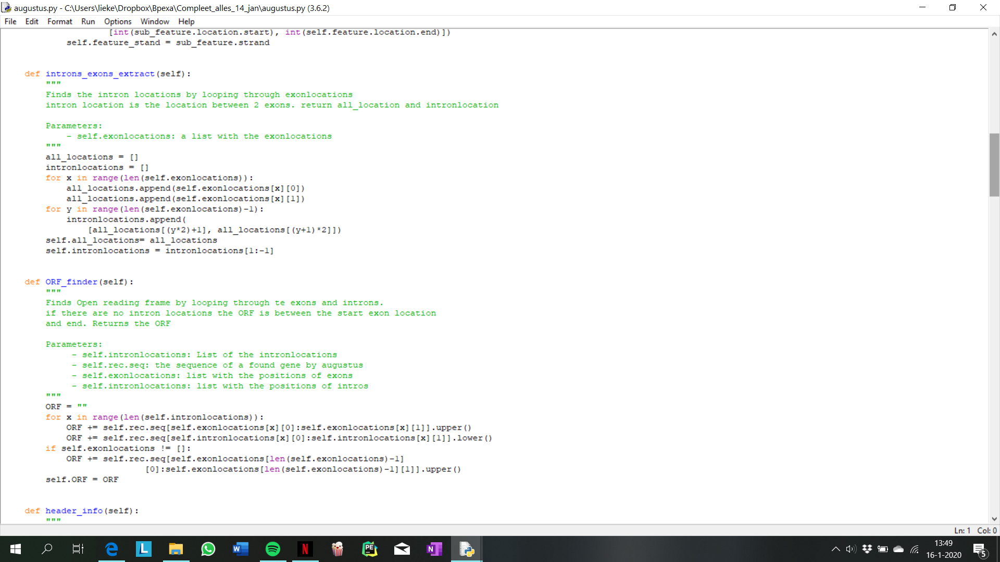 augustus.py - C:\Users\lieke\Dropbox\Bpexa\Compleet_alles_14_jan\augustus.py (3.6.2)
File Edit Format Run Options Window Help
[int(sub_feature.location.start), int(self.feature.location.end)])
self.feature_stand = sub_feature.strand
def introns_exons_extract(self):
"""
Finds the intron locations by looping through exonlocations
intron location is the location between 2 exons. return all_location and intronlocation
Parameters:
- self.exonlocations: a list with the exonlocations
"""
all_locations = []
intronlocations = []
for x in range(len(self.exonlocations)):
all_locations.append(self.exonlocations[x][0])
all_locations.append(self.exonlocations[x][1])
for y in range(len(self.exonlocations)-1):
intronlocations.append(
[all_locations[(y*2)+1], all_locations[(y+1)*2]])
self.all_locations= all_locations
self.intronlocations = intronlocations[1:-1]
def ORF_finder(self):
"""
Finds Open reading frame by looping through te exons and introns.
if there are no intron locations the ORF is between the start exon location
and end. Returns the ORF
Parameters:
- self.intronlocations: List of the intronlocations
- self.rec.seq: the sequence of a found gene by augustus
- self.exonlocations: list with the positions of exons
- self.intronlocations: list with the positions of intros
"""
ORF = ""
for x in range(len(self.intronlocations)):
ORF += self.rec.seq[self.exonlocations[x][0]:self.exonlocations[x][1]].upper()
ORF += self.rec.seq[self.intronlocations[x][0]:self.intronlocations[x][1]].lower()
if self.exonlocations != []:
ORF += self.rec.seq[self.exonlocations[len(self.exonlocations)-1]
[0]:self.exonlocations[len(self.exonlocations)-1][1]].upper()
self.ORF = ORF
def header_info(self):
"""
Ln: 1 Col: 0
13:49
16-1-2020
5
L
W
N
PE
N